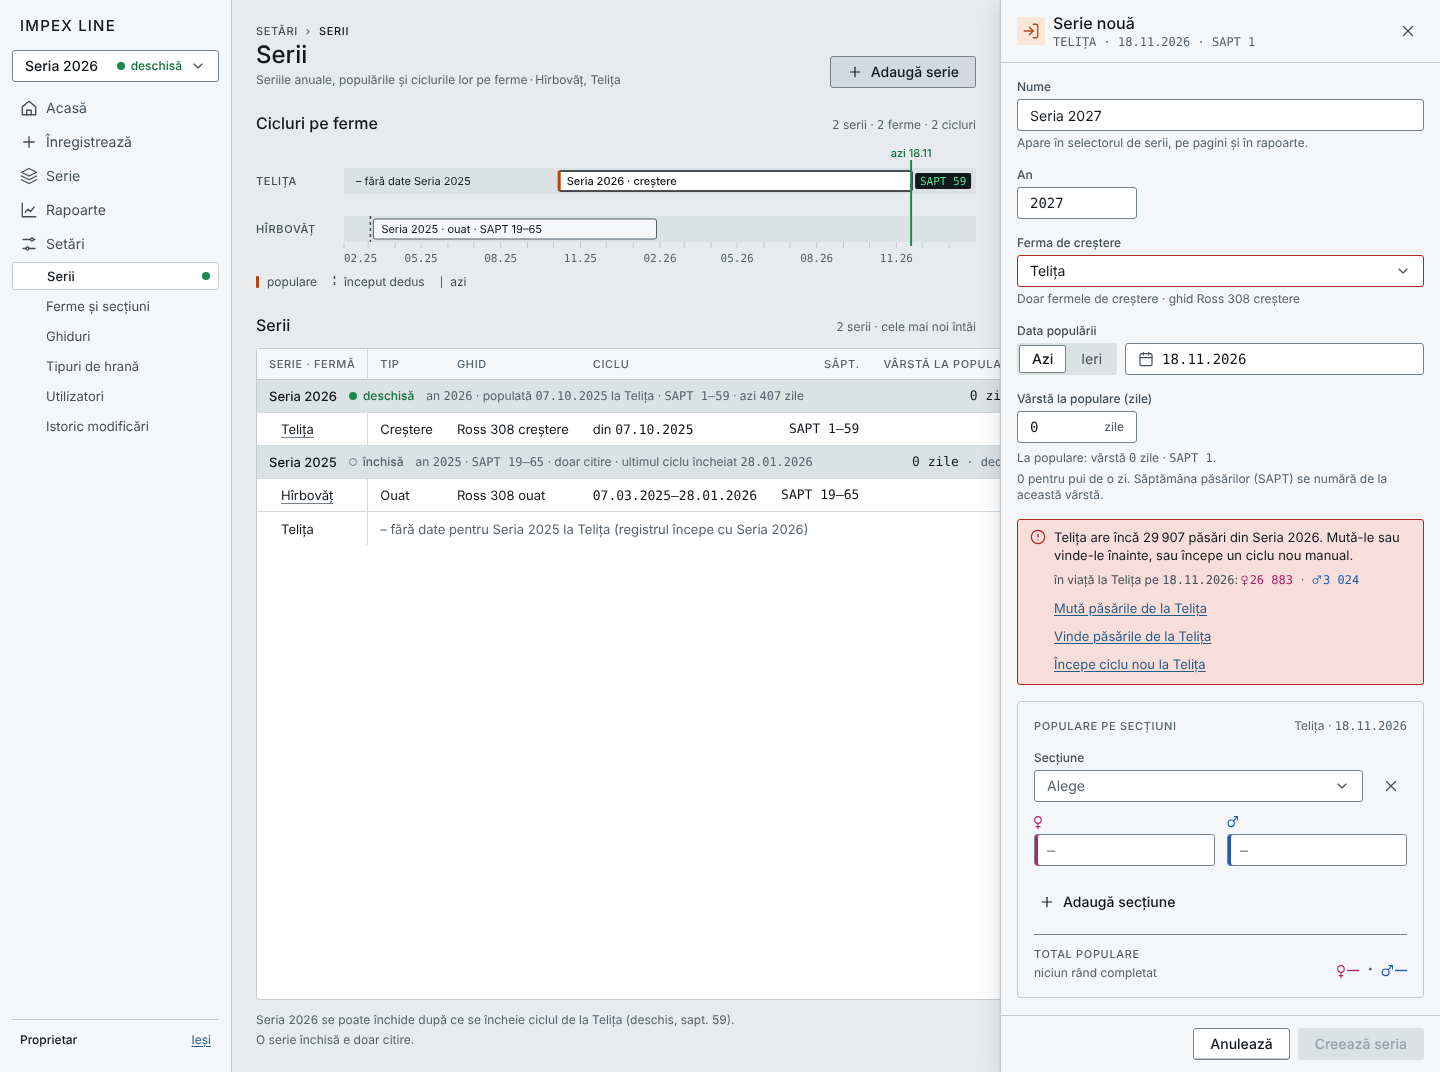 IMPEX LINE
Seria 2026 deschisă
Acasă
Înregistrează
Serie
Rapoarte
Setări
Serii
Ferme și secțiuni
Ghiduri
Tipuri de hrană
Utilizatori
Istoric modificări
Proprietar Ieși
SETĂRI › SERII
Serii
Seriile anuale, populările și ciclurile lor pe ferme · Hîrbovăț, Telița
Adaugă serie
Cicluri pe ferme
2 serii · 2 ferme · 2 cicluri
azi 18.11
TELIȚA – fără date Seria 2025 Seria 2026 · creștere SAPT 59
HÎRBOVĂȚ Seria 2025 · ouat · SAPT 19–65
02.25 05.25 08.25 11.25 02.26 05.26 08.26 11.26
populare început dedus azi
Serii
2 serii · cele mai noi întâi
SERIE · FERMĂ TIP GHID CICLU SĂPT. VÂRSTĂ LA POPULA
Seria 2026 deschisă an 2026 · populată 07.10.2025 la Telița · SAPT 1–59 · azi 407 zile 0 zi
Telița Creștere Ross 308 creștere din 07.10.2025 SAPT 1–59
Seria 2025 închisă an 2025 · SAPT 19–65 · doar citire · ultimul ciclu încheiat 28.01.2026 0 zile · dec
Hîrbovăț Ouat Ross 308 ouat 07.03.2025–28.01.2026 SAPT 19–65
Telița – fără date pentru Seria 2025 la Telița (registrul începe cu Seria 2026)
Seria 2026 se poate închide după ce se încheie ciclul de la Telița (deschis, sapt. 59).
O serie închisă e doar citire.
Serie nouă
TELIȚA · 18.11.2026 · SAPT 1
Nume
Seria 2027
Apare în selectorul de serii, pe pagini și în rapoarte.
An
2027
Ferma de creștere
Telița
Doar fermele de creștere · ghid Ross 308 creștere
Data populării
Azi Ieri 18.11.2026
Vârstă la populare (zile)
0 zile
La populare: vârstă 0 zile · SAPT 1.
0 pentru pui de o zi. Săptămâna păsărilor (SAPT) se numără de la
această vârstă.
Telița are încă 29 907 păsări din Seria 2026. Mută-le sau
vinde-le înainte, sau începe un ciclu nou manual.
în viață la Telița pe 18.11.2026: ♀26 883 · ♂3 024
Mută păsările de la Telița
Vinde păsările de la Telița
Începe ciclu nou la Telița
POPULARE PE SECȚIUNI Telița · 18.11.2026
Secțiune
Alege
♀ ♂
– –
Adaugă secțiune
TOTAL POPULARE
niciun rând completat ♀— · ♂—
Anulează Creează seria